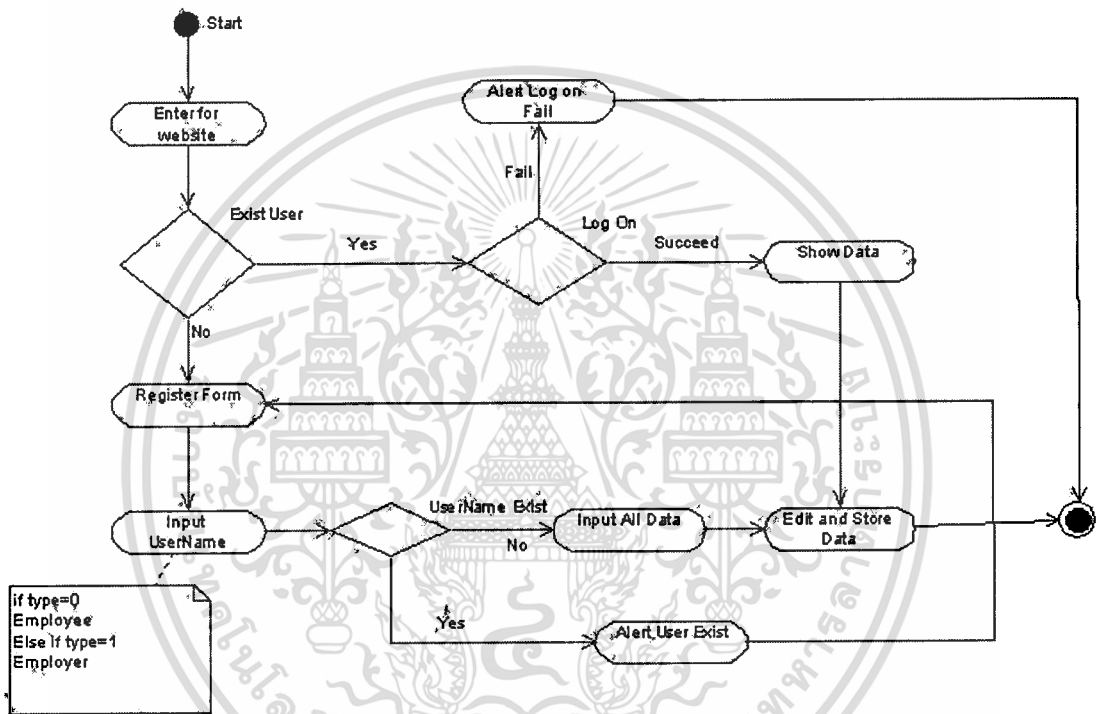 Start
Enter for
website
Alert Log on
Fail
Fail
Exist User
Log On
Yes
Succeed
Show Data
No
Register Form
Input
UserName
UserName Exist
No
Input All Data
Edit and Store
Data
if type=0
Employee
Else if type=1
Employer
Yes
Alert User Exist